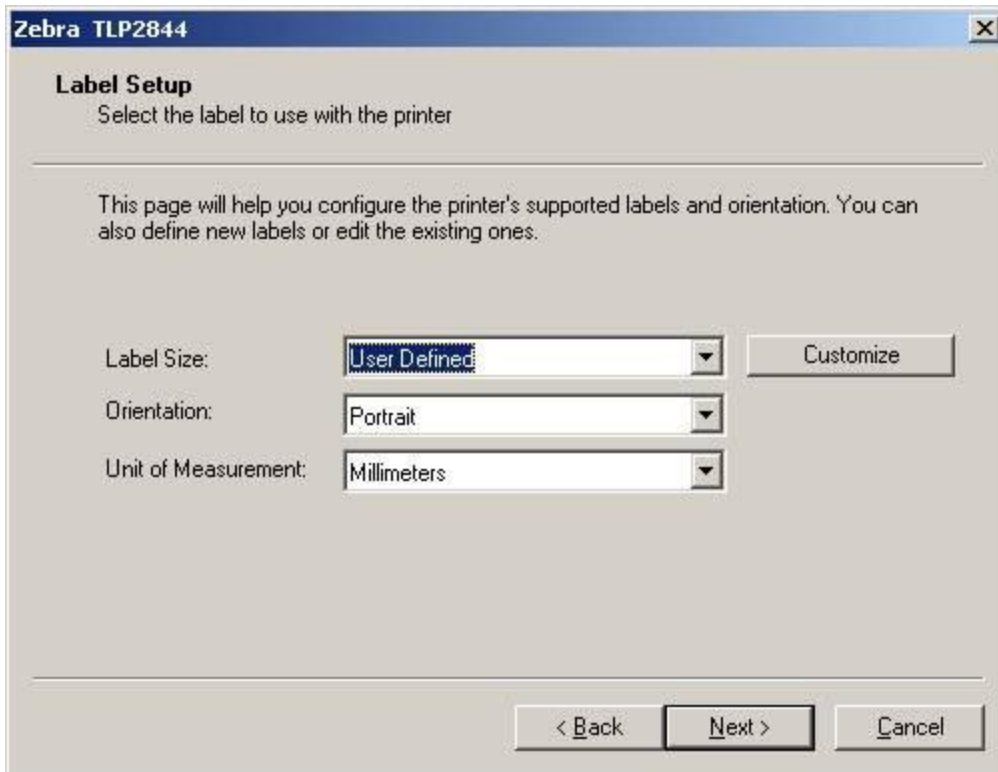 Zebra TLP2844
Label Setup
Select the label to use with the printer
This page will help you configure the printer's supported labels and orientation. You can
also define new labels or edit the existing ones.
Label Size:
User Defined
Customize
Orientation:
Portrait
Unit of Measurement:
Millimeters
< Back
Next >
Cancel